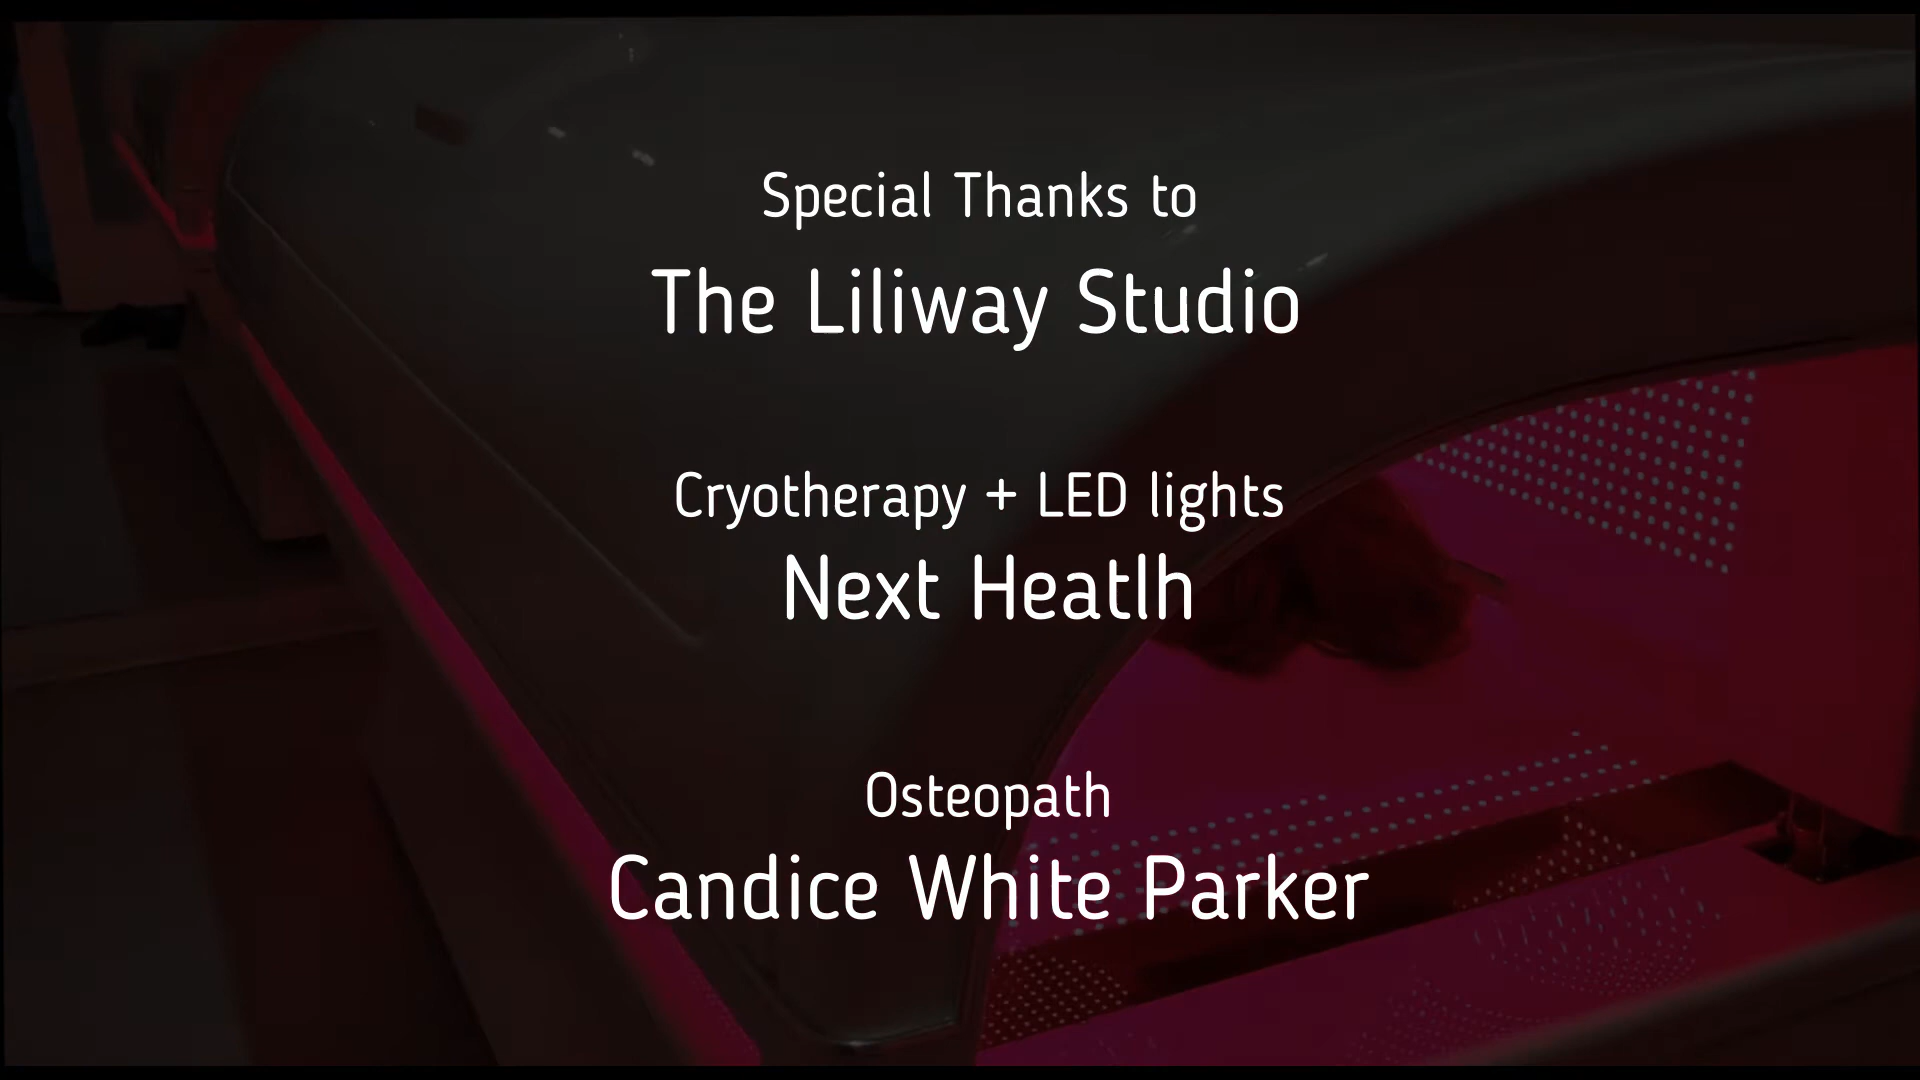 Special Thanks to
The Liliway Studio
Cryotherapy + LED lights
Next Heatlh
Osteopath
Candice White Parker